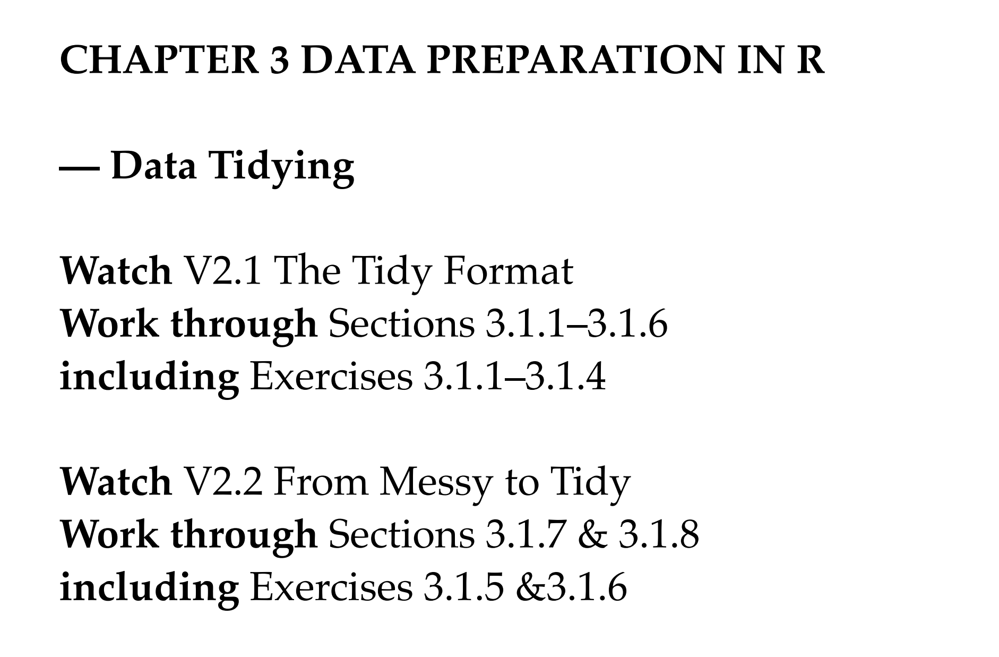 CHAPTER 3 DATA PREPARATION IN R
— Data Tidying
Watch V2.1 The Tidy Format
Work through Sections 3.1.1–3.1.6
including Exercises 3.1.1–3.1.4
Watch V2.2 From Messy to Tidy
Work through Sections 3.1.7 & 3.1.8
including Exercises 3.1.5 &3.1.6